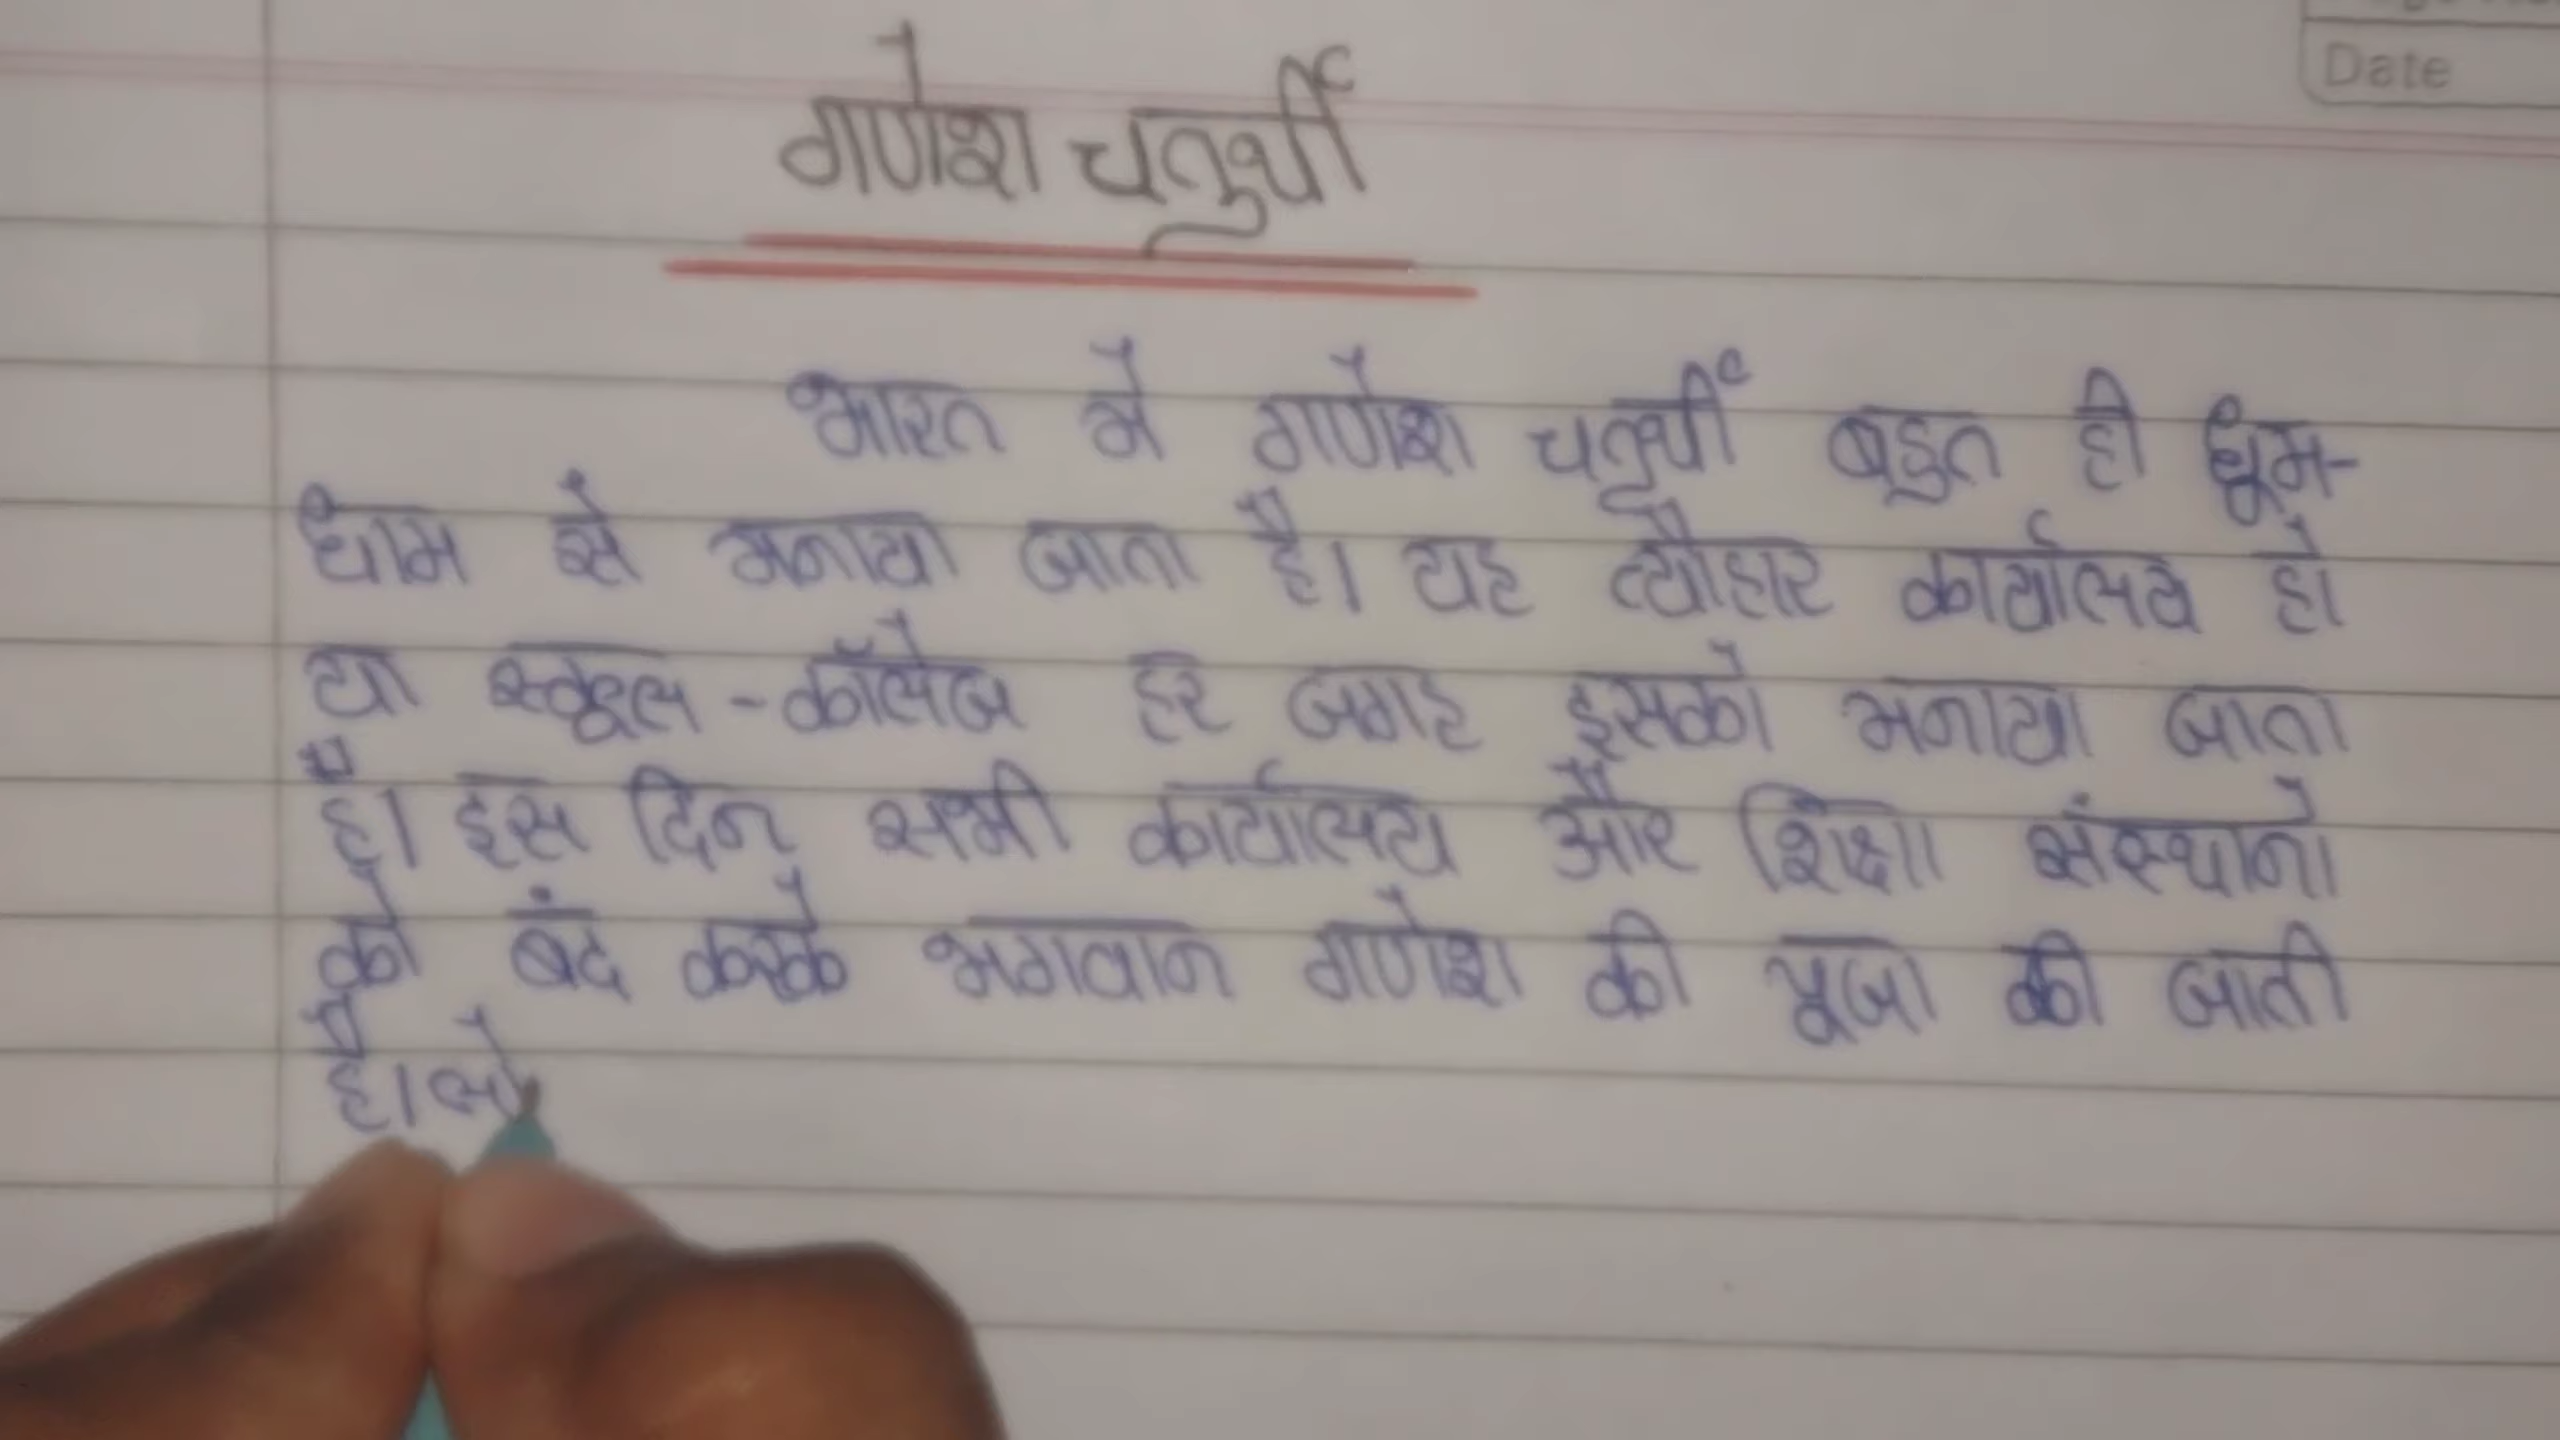 Date
गणेश चतुर्थी
भारत मे गणेश चतुर्थी बहुत ही धूम-
धाम से मनाया जाता है। यह त्यौहार कार्यालय हो
या स्कूल - कॉलेज हर जगह इसको मनाया जाता
है। इस दिन सभी कार्यालय और शिक्षा संस्थानो
को बंद करके भगवान गणेश की पूजा की जाती
है। लो